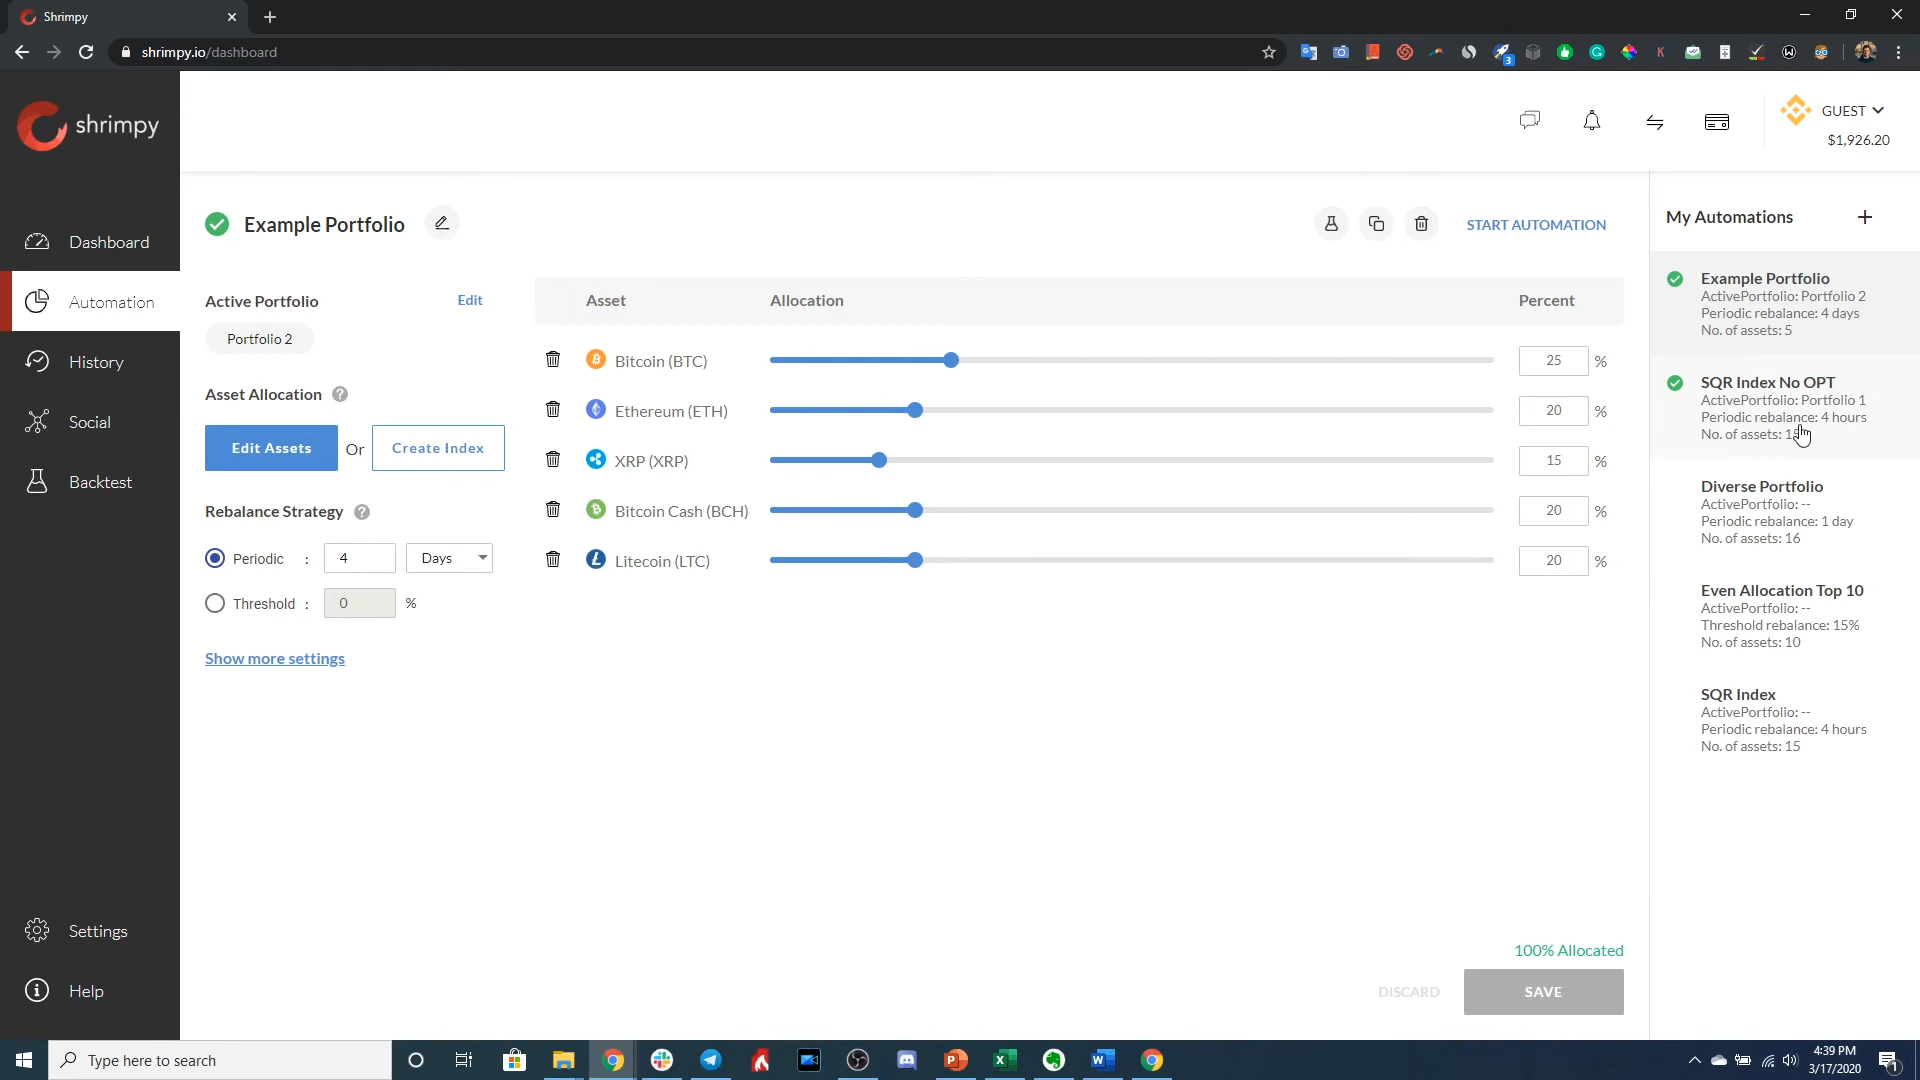 Shrimpy
shrimpy.io/dashboard
3
K
shrimpy
GUEST
$1,926.20
Dashboard
Automation
History
Social
Backtest
Settings
Help
Example Portfolio
START AUTOMATION
Active Portfolio
Edit
Portfolio 2
Asset Allocation ?
Edit Assets Or Create Index
Rebalance Strategy ?
Periodic : 4 Days
Threshold : 0 %
Show more settings
Asset Allocation Percent
Bitcoin (BTC) 25 %
Ethereum (ETH) 20 %
XRP (XRP) 15 %
Bitcoin Cash (BCH) 20 %
Litecoin (LTC) 20 %
100% Allocated
DISCARD SAVE
My Automations +
Example Portfolio
ActivePortfolio: Portfolio 2
Periodic rebalance: 4 days
No. of assets: 5
SQR Index No OPT
ActivePortfolio: Portfolio 1
Periodic rebalance: 4 hours
No. of assets:
Diverse Portfolio
ActivePortfolio: --
Periodic rebalance: 1 day
No. of assets: 16
Even Allocation Top 10
ActivePortfolio: --
Threshold rebalance: 15%
No. of assets: 10
SQR Index
ActivePortfolio: --
Periodic rebalance: 4 hours
No. of assets: 15
Type here to search
4:39 PM
3/17/2020
1